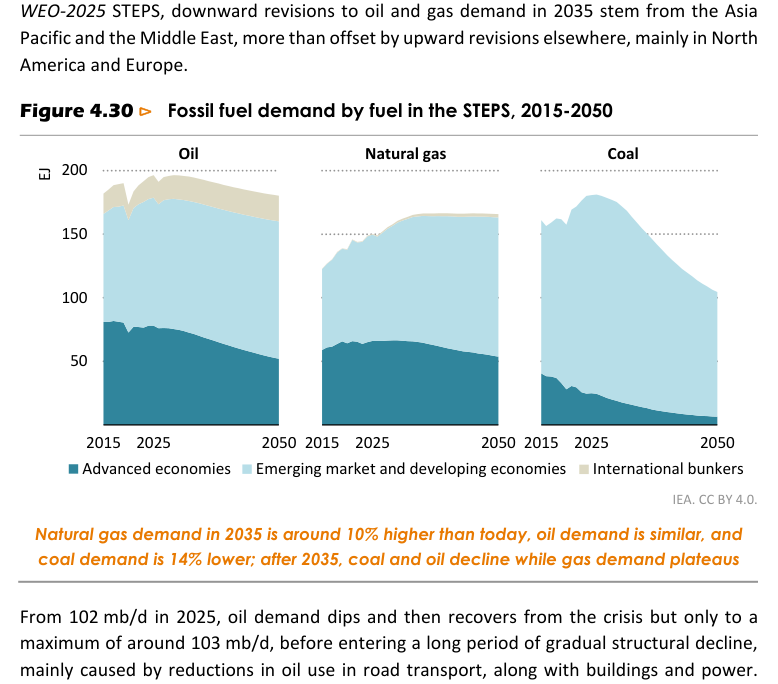 WEO-2025 STEPS, downward revisions to oil and gas demand in 2035 stem from the Asia
Pacific and the Middle East, more than offset by upward revisions elsewhere, mainly in North
America and Europe.
Figure 4.30 ▻ Fossil fuel demand by fuel in the STEPS, 2015-2050
Oil Natural gas Coal
EJ
200
150
100
50
2015 2025 2050 2015 2025 2050 2015 2025 2050
Advanced economies Emerging market and developing economies International bunkers
IEA. CC BY 4.0.
Natural gas demand in 2035 is around 10% higher than today, oil demand is similar, and
coal demand is 14% lower; after 2035, coal and oil decline while gas demand plateaus
From 102 mb/d in 2025, oil demand dips and then recovers from the crisis but only to a
maximum of around 103 mb/d, before entering a long period of gradual structural decline,
mainly caused by reductions in oil use in road transport, along with buildings and power.